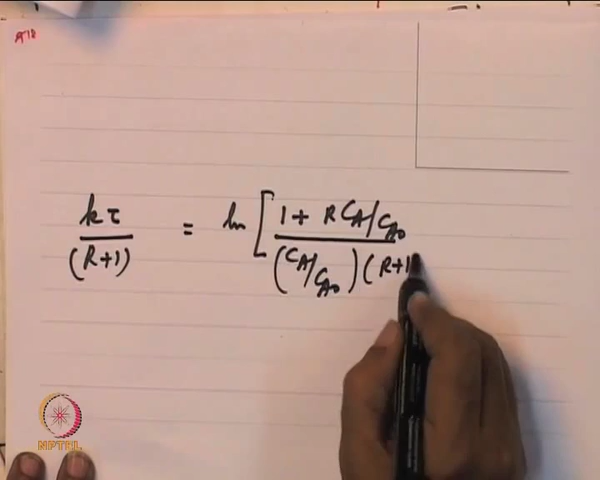 kτ/(R+1) = ln [ 1 + R CA/CA0 / (CA/CA0)(R+1
NPTEL